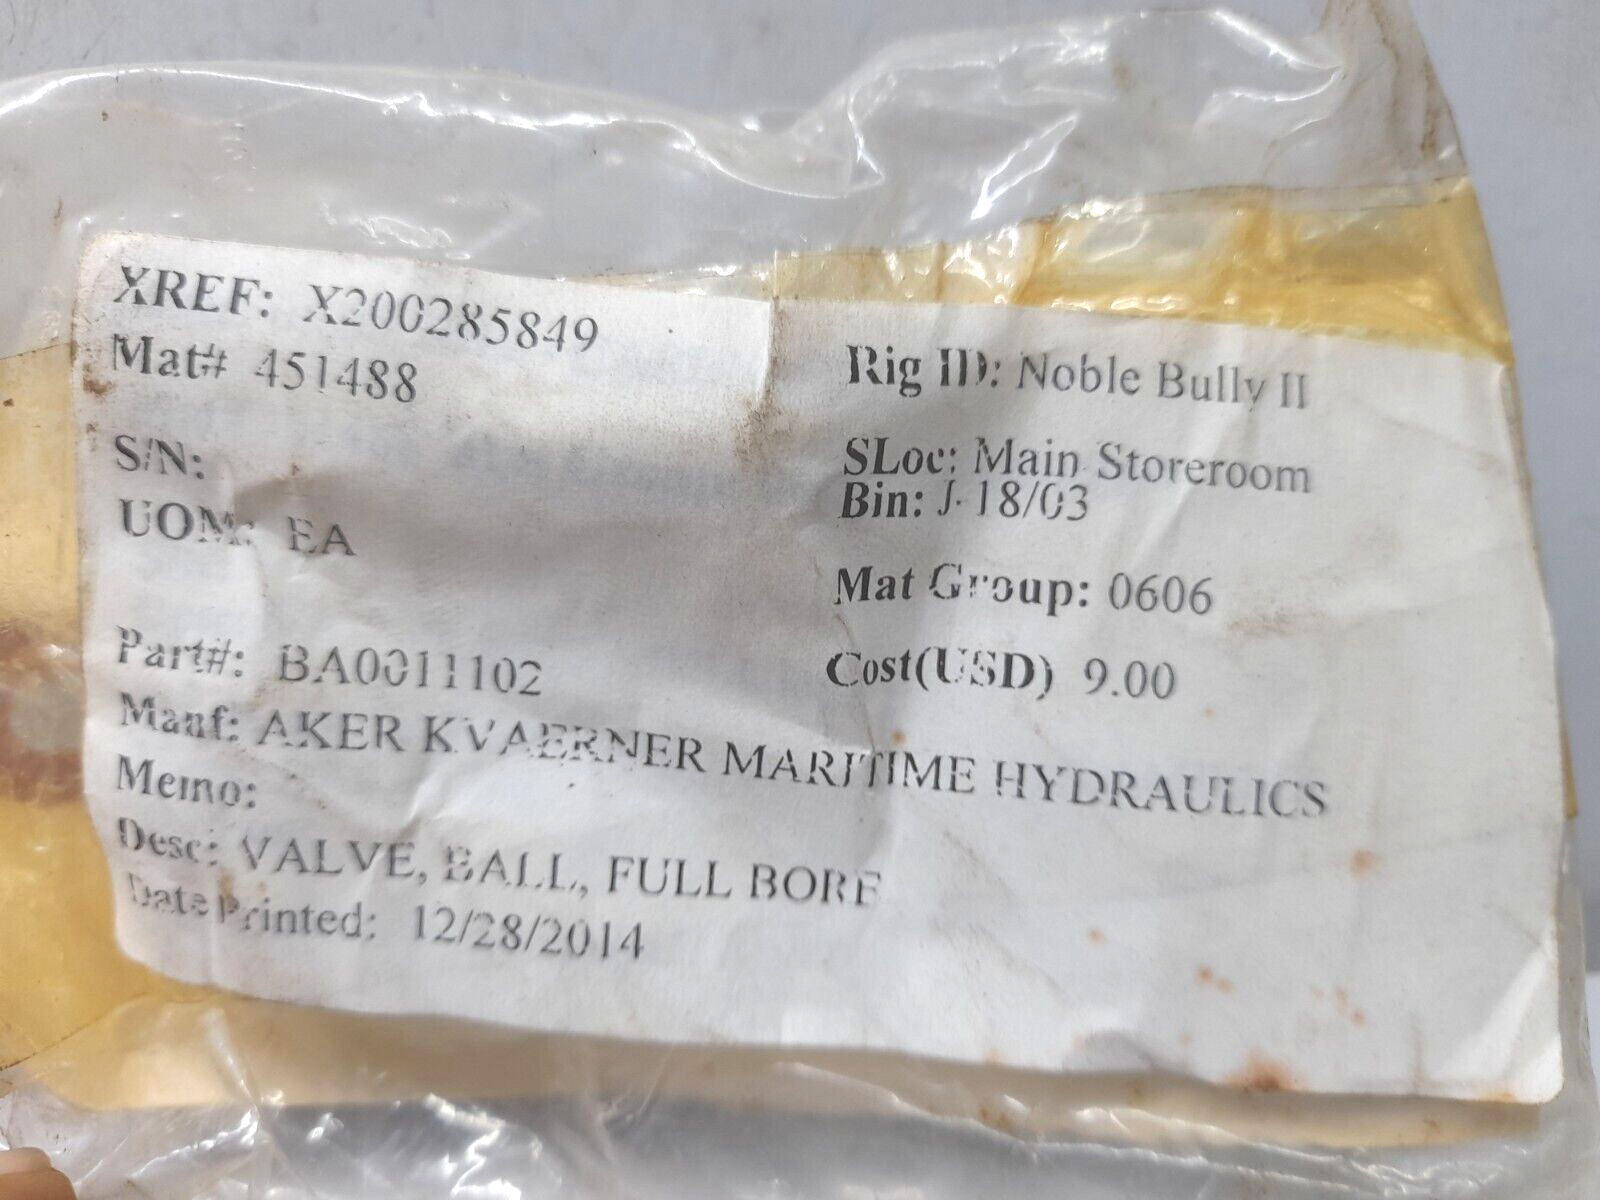 XREF: X200285849
Mat# 451488
Rig ID: Noble Bully II
S/N:
SLoc: Main Storeroom
UOM: EA
Bin: J-18/03
Mat Group: 0606
Part#: BA0011102
Cost(USD) 9.00
Manf: AKER KVAERNER MARITIME HYDRAULICS
Memo:
Desc: VALVE, BALL, FULL BORE
Date Printed: 12/28/2014